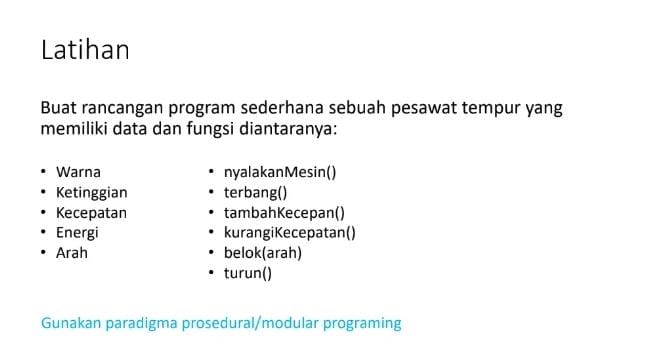 Latihan
Buat rancangan program sederhana sebuah pesawat tempur yang
memiliki data dan fungsi diantaranya:
• Warna
• Ketinggian
• Kecepatan
• Energi
• Arah
• nyalakanMesin()
• terbang()
• tambahKecepan()
• kurangiKecepatan()
• belok(arah)
• turun()
Gunakan paradigma prosedural/modular programing